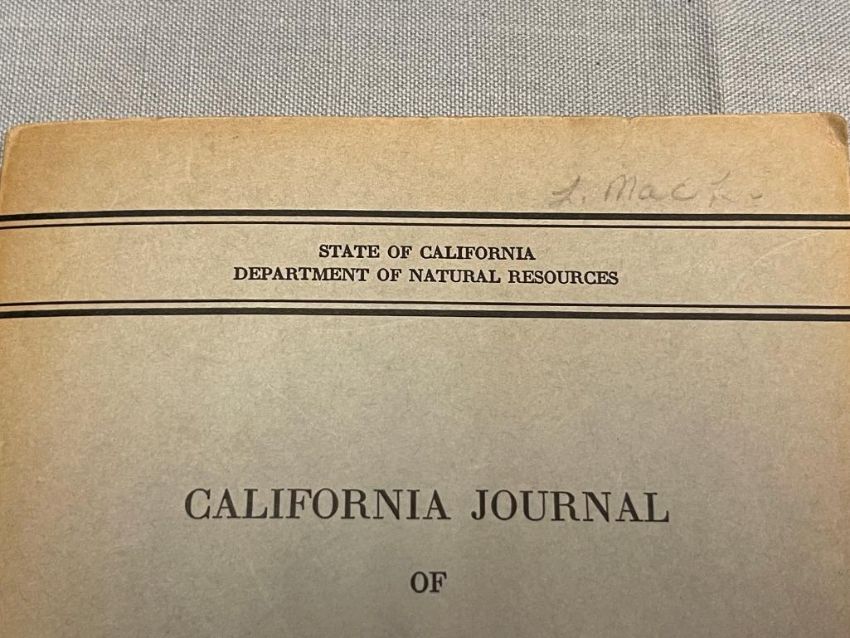 L. Mack
STATE OF CALIFORNIA
DEPARTMENT OF NATURAL RESOURCES
CALIFORNIA JOURNAL
OF